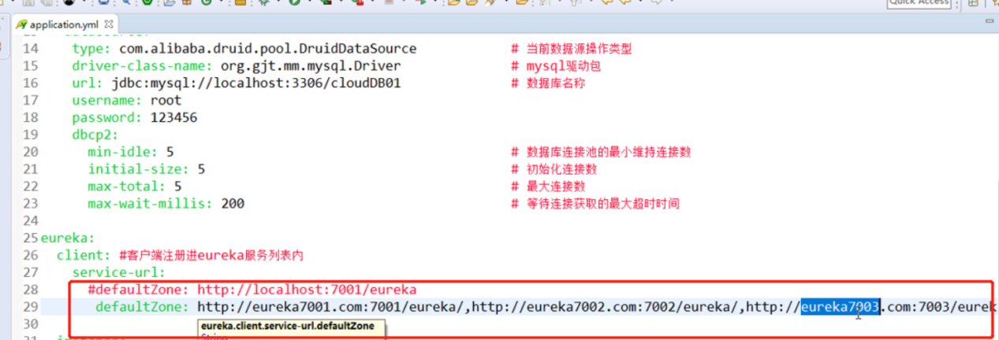 Quick Access
application.yml
14 type: com.alibaba.druid.pool.DruidDataSource # 当前数据源操作类型
15 driver-class-name: org.gjt.mm.mysql.Driver # mysql驱动包
16 url: jdbc:mysql://localhost:3306/cloudDB01 # 数据库名称
17 username: root
18 password: 123456
19 dbcp2:
20 min-idle: 5 # 数据库连接池的最小维持连接数
21 initial-size: 5 # 初始化连接数
22 max-total: 5 # 最大连接数
23 max-wait-millis: 200 # 等待连接获取的最大超时时间
24
25 eureka:
26 client: #客户端注册进eureka服务列表内
27 service-url:
28 #defaultZone: http://localhost:7001/eureka
29 defaultZone: http://eureka7001.com:7001/eureka/,http://eureka7002.com:7002/eureka/,http://eureka7003.com:7003/eurek
30
eureka.client.service-url.defaultZone